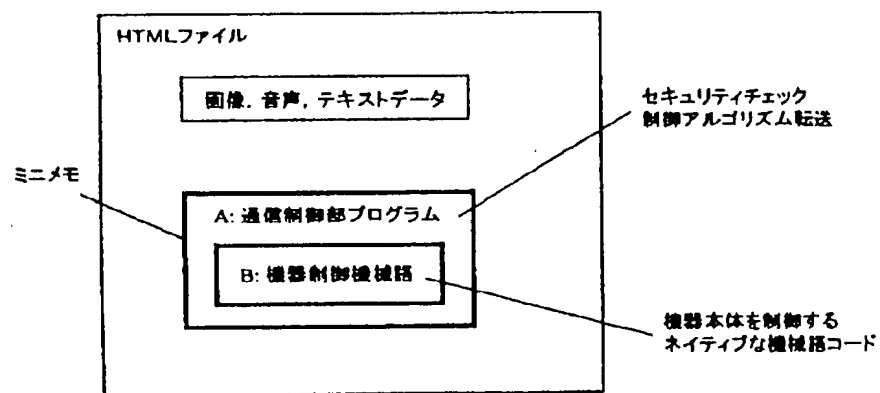 HTMLファイル
画像，音声，テキストデータ
セキュリティチェック
制御アルゴリズム転送
ミニメモ
A: 通信制御部プログラム
B: 機器制御機械語
機器本体を制御する
ネイティブな機械語コード